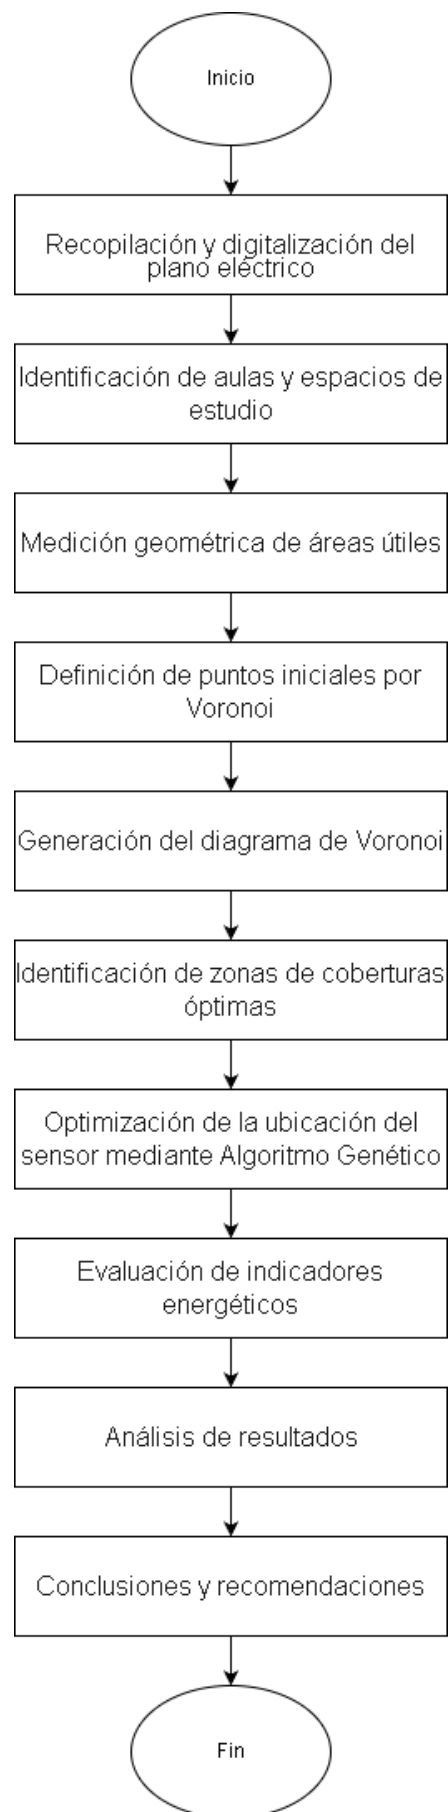 Inicio
Recopilación y digitalización del
plano eléctrico
Identificación de aulas y espacios de
estudio
Medición geométrica de áreas útiles
Definición de puntos iniciales por
Voronoi
Generación del diagrama de Voronoi
Identificación de zonas de coberturas
óptimas
Optimización de la ubicación del
sensor mediante Algoritmo Genético
Evaluación de indicadores
energéticos
Análisis de resultados
Conclusiones y recomendaciones
Fin